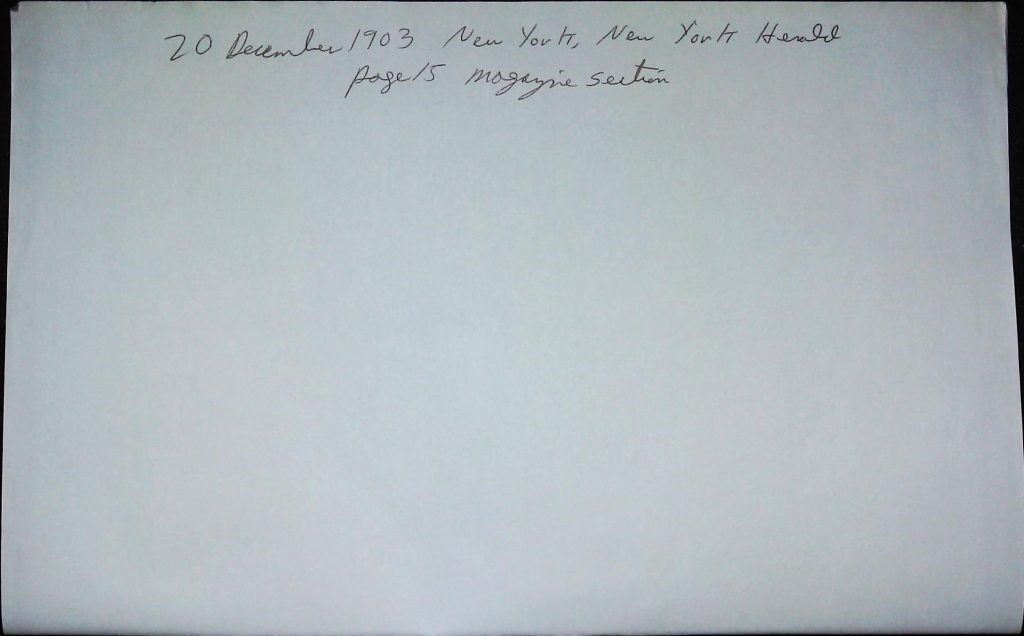 20 December 1903 New York, New York Herald
page 15 magazine section